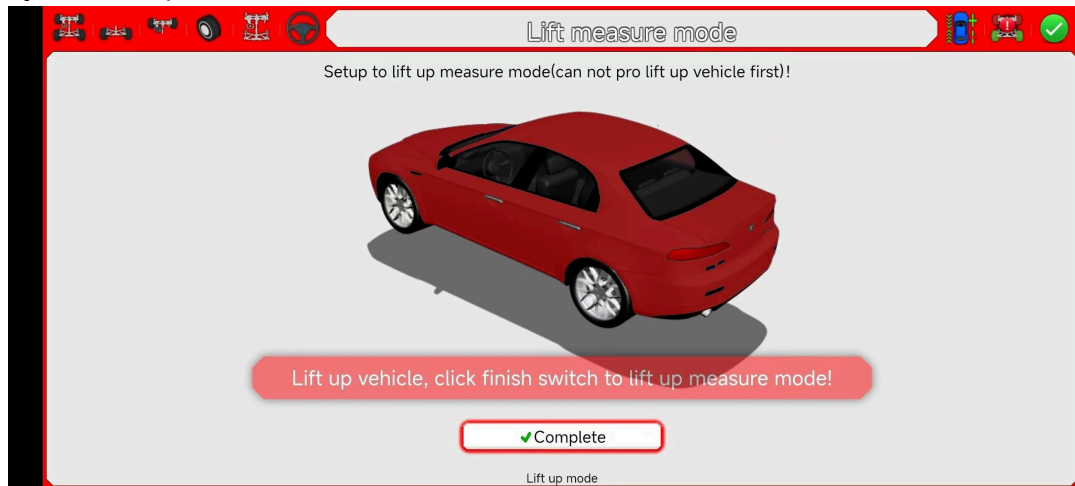 Lift measure mode
Setup to lift up measure mode(can not pro lift up vehicle first)!
Lift up vehicle, click finish switch to lift up measure mode!
Complete
Lift up mode